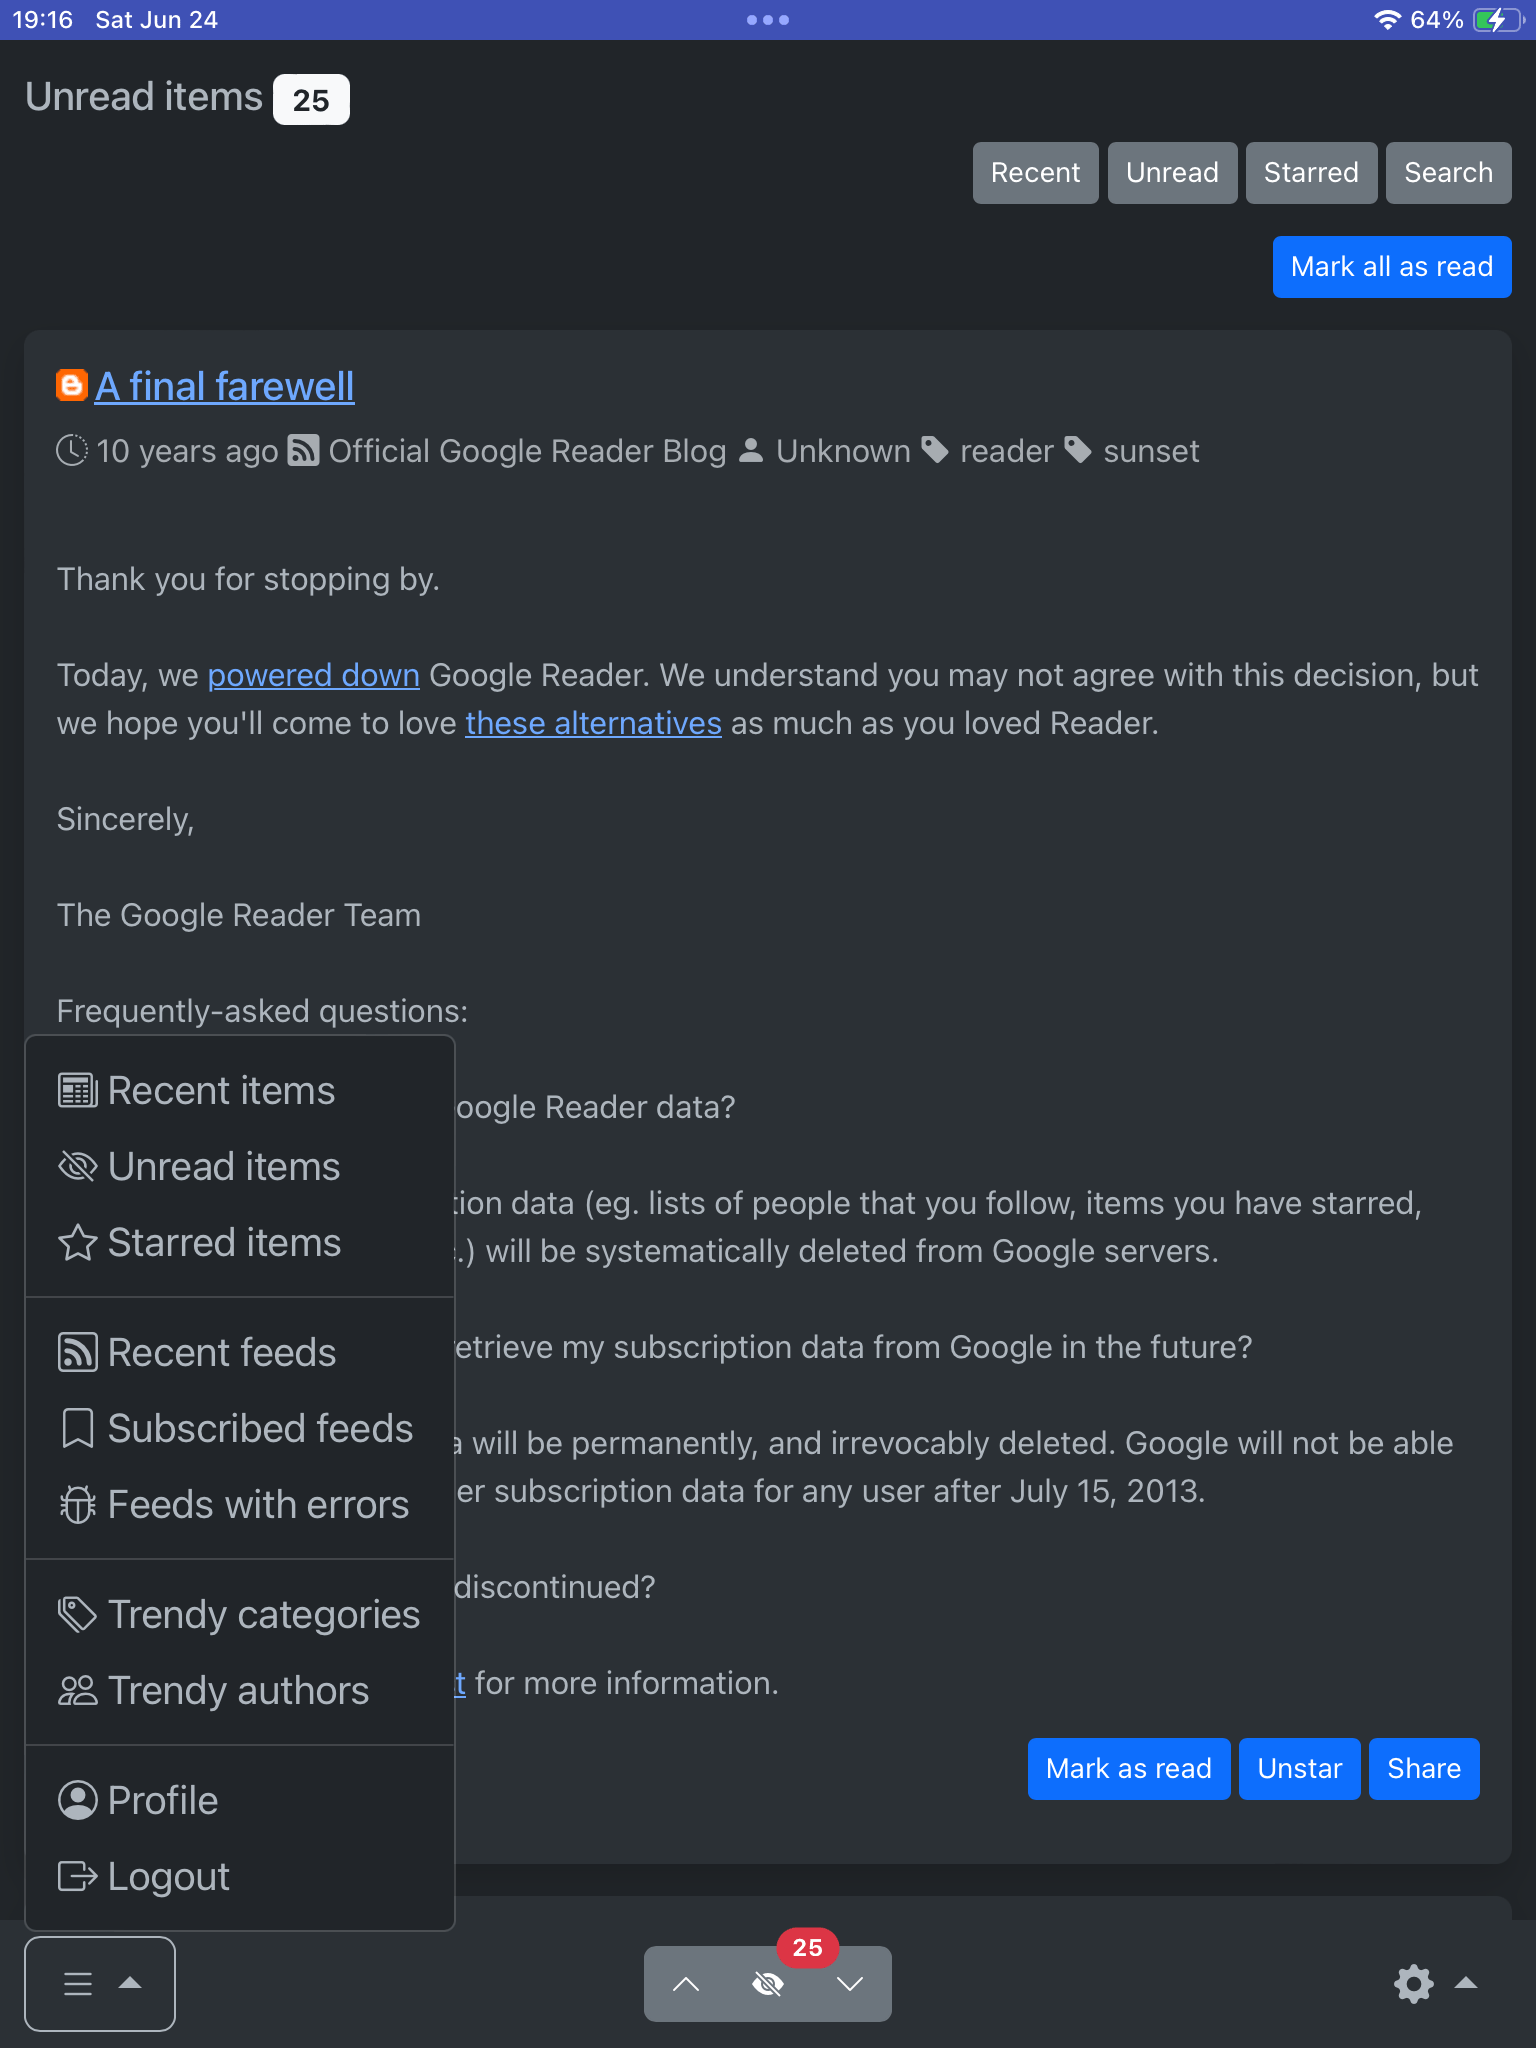 19:16 Sat Jun 24 64%
Unread items 25
Recent Unread Starred Search
Mark all as read
A final farewell
10 years ago Official Google Reader Blog Unknown reader sunset
Thank you for stopping by.
Today, we powered down Google Reader. We understand you may not agree with this decision, but
we hope you'll come to love these alternatives as much as you loved Reader.
Sincerely,
The Google Reader Team
Frequently-asked questions:
oogle Reader data?
tion data (eg. lists of people that you follow, items you have starred,
.) will be systematically deleted from Google servers.
etrieve my subscription data from Google in the future?
a will be permanently, and irrevocably deleted. Google will not be able
er subscription data for any user after July 15, 2013.
discontinued?
t for more information.
Mark as read Unstar Share
Recent items
Unread items
Starred items
Recent feeds
Subscribed feeds
Feeds with errors
Trendy categories
Trendy authors
Profile
Logout
25